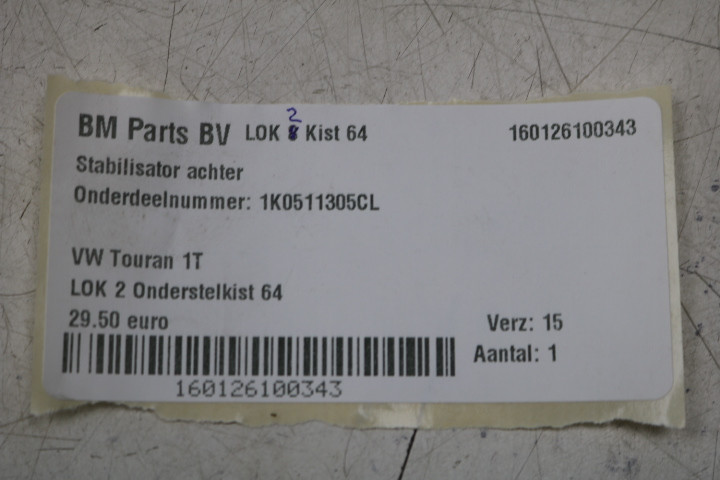 BM Parts BV LOK 2 Kist 64 160126100343
Stabilisator achter
Onderdeelnummer: 1K0511305CL
VW Touran 1T
LOK 2 Onderstelkist 64
29.50 euro Verz: 15
Aantal: 1
160126100343